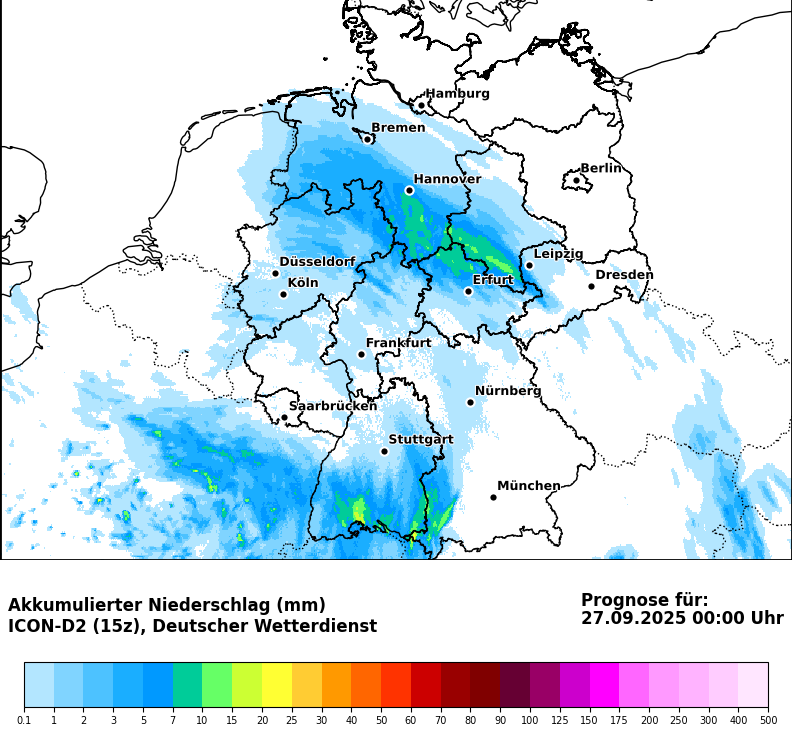 Hamburg
Bremen
Berlin
Hannover
Leipzig
Düsseldorf
Dresden
Köln
Erfurt
Frankfurt
Nürnberg
Saarbrücken
Stuttgart
München
Akkumulierter Niederschlag (mm)
ICON-D2 (15z), Deutscher Wetterdienst
Prognose für:
27.09.2025 00:00 Uhr
0.1 1 2 3 5 7 10 15 20 25 30 40 50 60 70 80 90 100 125 150 175 200 250 300 400 500